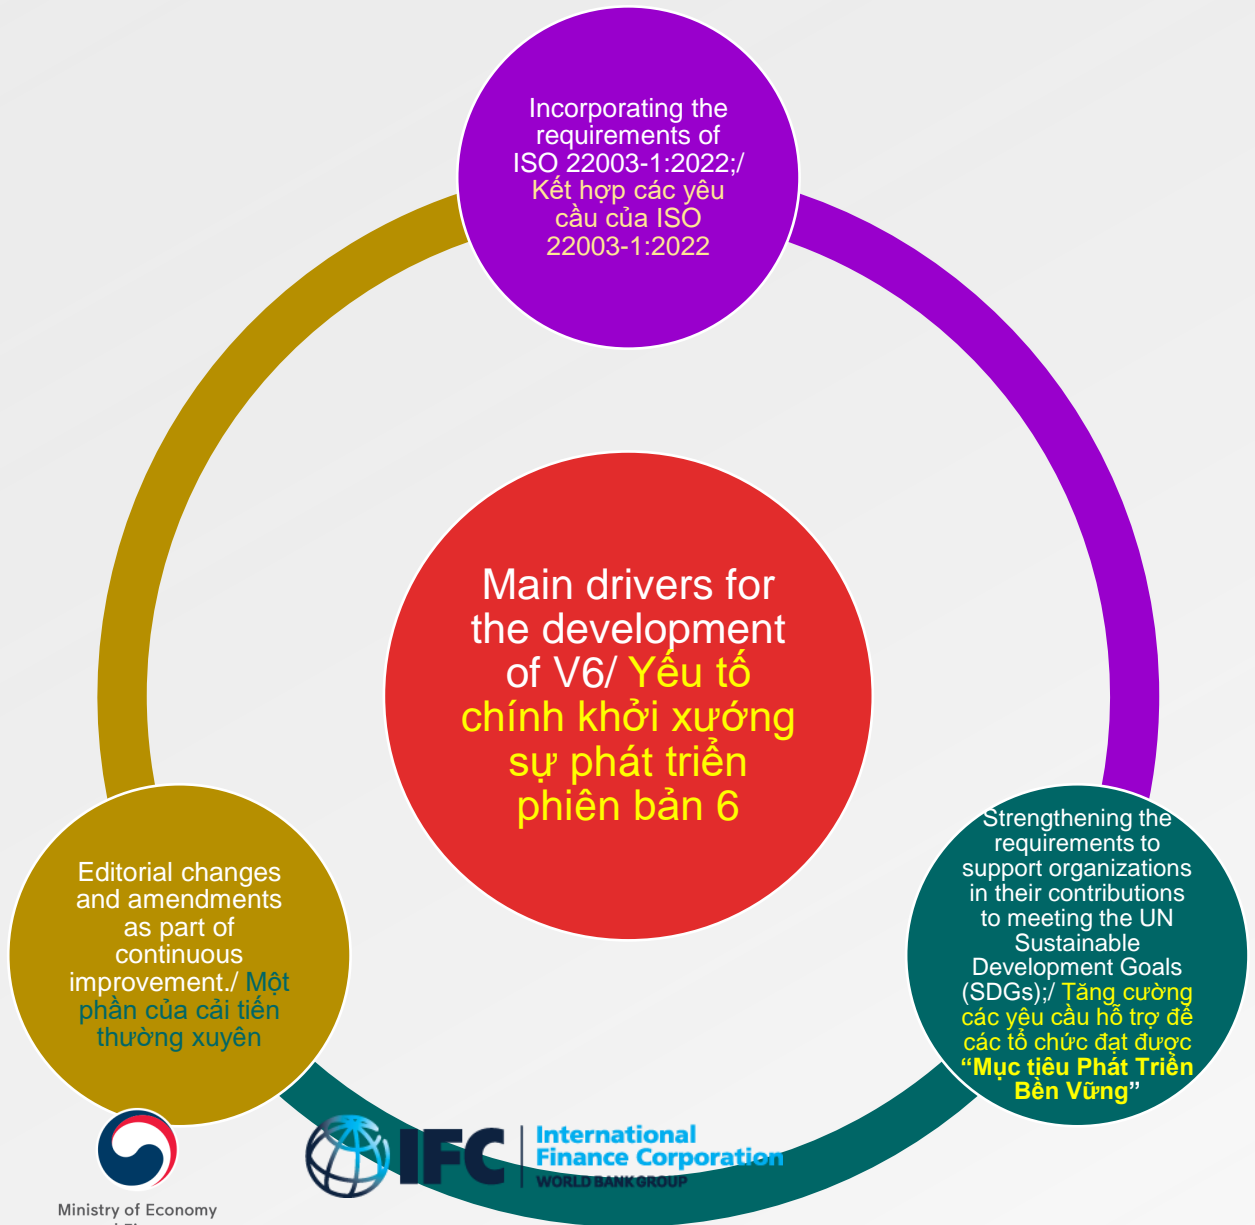 Incorporating the
requirements of
ISO 22003-1:2022;/
Kết hợp các yêu
cầu của ISO
22003-1:2022
Main drivers for
the development
of V6/ Yếu tố
chính khởi xướng
sự phát triển
phiên bản 6
Editorial changes
and amendments
as part of
continuous
improvement./ Một
phần của cải tiến
thường xuyên
Strengthening the
requirements to
support organizations
in their contributions
to meeting the UN
Sustainable
Development Goals
(SDGs);/ Tăng cường
các yêu cầu hỗ trợ để
các tổ chức đạt được
“Mục tiêu Phát Triển
Bền Vững”
IFC
International
Finance Corporation
WORLD BANK GROUP
Ministry of Economy